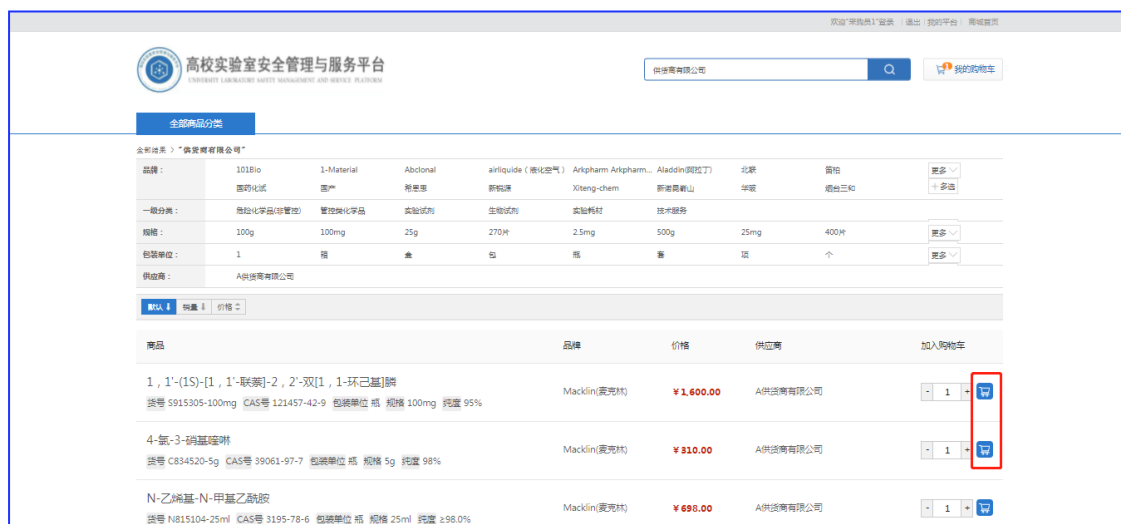 欢迎"采购员1"登录 | 退出 | 我的平台 | 商城首页
高校实验室安全管理与服务平台
UNIVERSITY LABORATORY SAFETY MANAGEMENT AND SERVICE PLATFORM
供货商有限公司
1 我的购物车
全部商品分类
全部结果 > "供货商有限公司"
品牌： 101Bio 1-Material Abclonal airliquide（液化空气） Arkpharm Arkpharm... Aladdin(阿拉丁) 北联 笛柏 更多
国药化试 国产 希恩思 新锐源 Xiteng-chem 新诺昆嵛山 华玻 烟台三和 +多选
一级分类： 危险化学品(非管控) 管控类化学品 实验试剂 生物试剂 实验耗材 技术服务
规格： 100g 100mg 25g 270片 2.5mg 500g 25mg 400片 更多
包装单位： 1 箱 盒 包 瓶 套 项 个 更多
供应商： A供货商有限公司
默认 销量 价格
商品 品牌 价格 供应商 加入购物车
1，1'-(1S)-[1，1'-联萘]-2，2'-双[1，1-环己基]膦
货号 S915305-100mg CAS号 121457-42-9 包装单位 瓶 规格 100mg 纯度 95% Macklin(麦克林) ￥1,600.00 A供货商有限公司 - 1 +
4-氯-3-硝基喹啉
货号 C834520-5g CAS号 39061-97-7 包装单位 瓶 规格 5g 纯度 98% Macklin(麦克林) ￥310.00 A供货商有限公司 - 1 +
N-乙烯基-N-甲基乙酰胺
货号 N815104-25ml CAS号 3195-78-6 包装单位 瓶 规格 25ml 纯度 ≥98.0% Macklin(麦克林) ￥698.00 A供货商有限公司 - 1 +